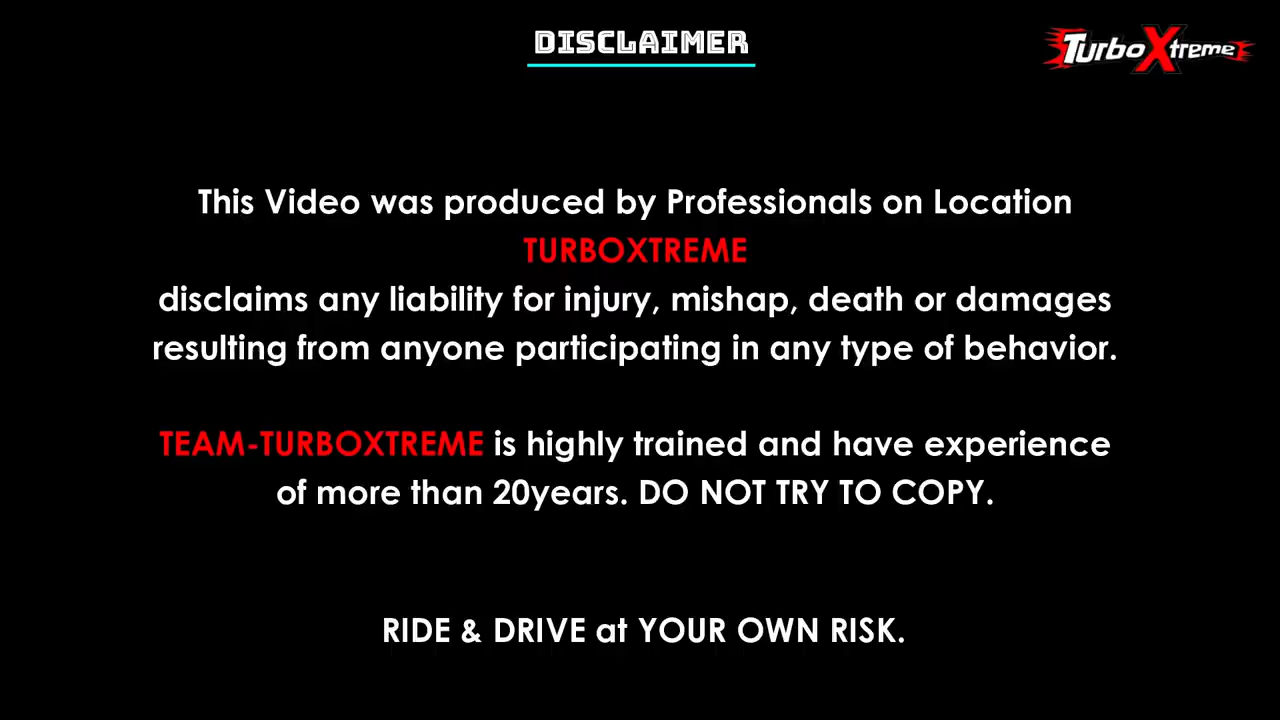 DISCLAIMER
TurboXtreme
This Video was produced by Professionals on Location
TURBOXTREME
disclaims any liability for injury, mishap, death or damages
resulting from anyone participating in any type of behavior.
TEAM-TURBOXTREME is highly trained and have experience
of more than 20years. DO NOT TRY TO COPY.
RIDE & DRIVE at YOUR OWN RISK.